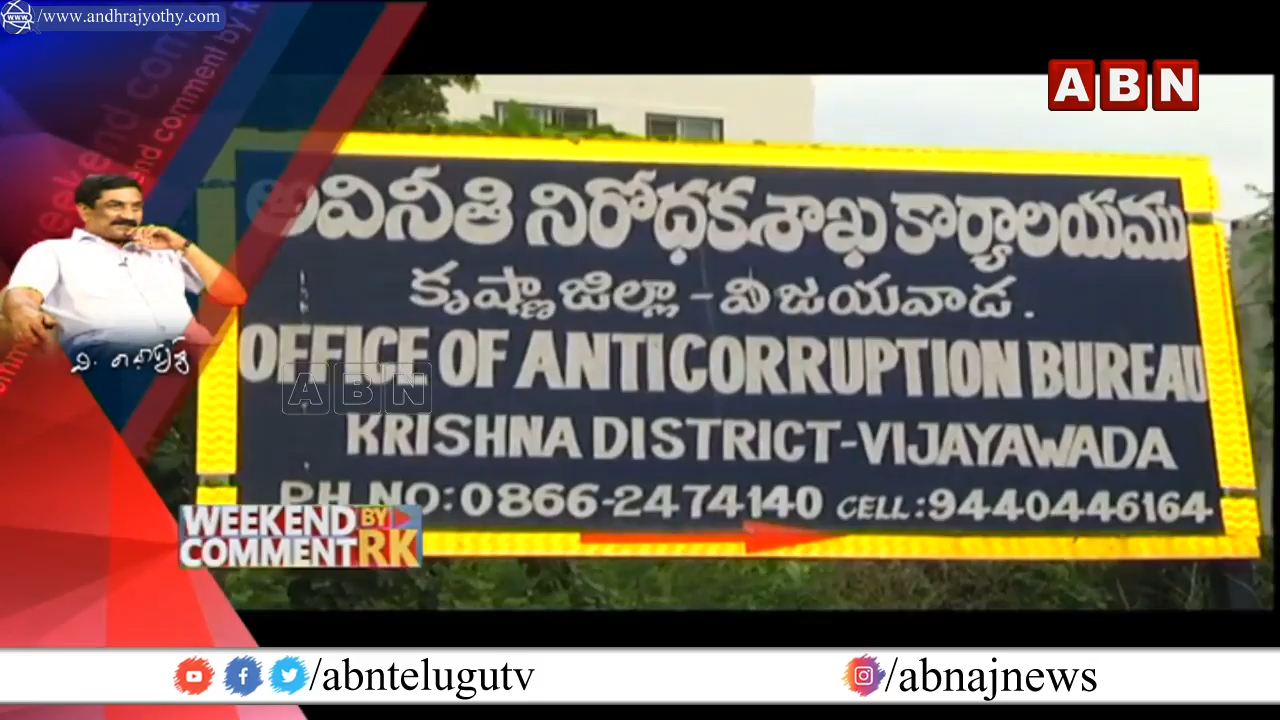 /www.andhrajyothy.com
ABN
అవినీతి నిరోధకశాఖ కార్యాలయము
కృష్ణాజిల్లా - విజయవాడ.
OFFICE OF ANTICORRUPTION BUREAU
ABN
KRISHNA DISTRICT-VIJAYAWADA
PH NO:0866-2474140 CELL:9440446164
WEEKEND BY
COMMENT RK
/abntelugutv
/abnajnews